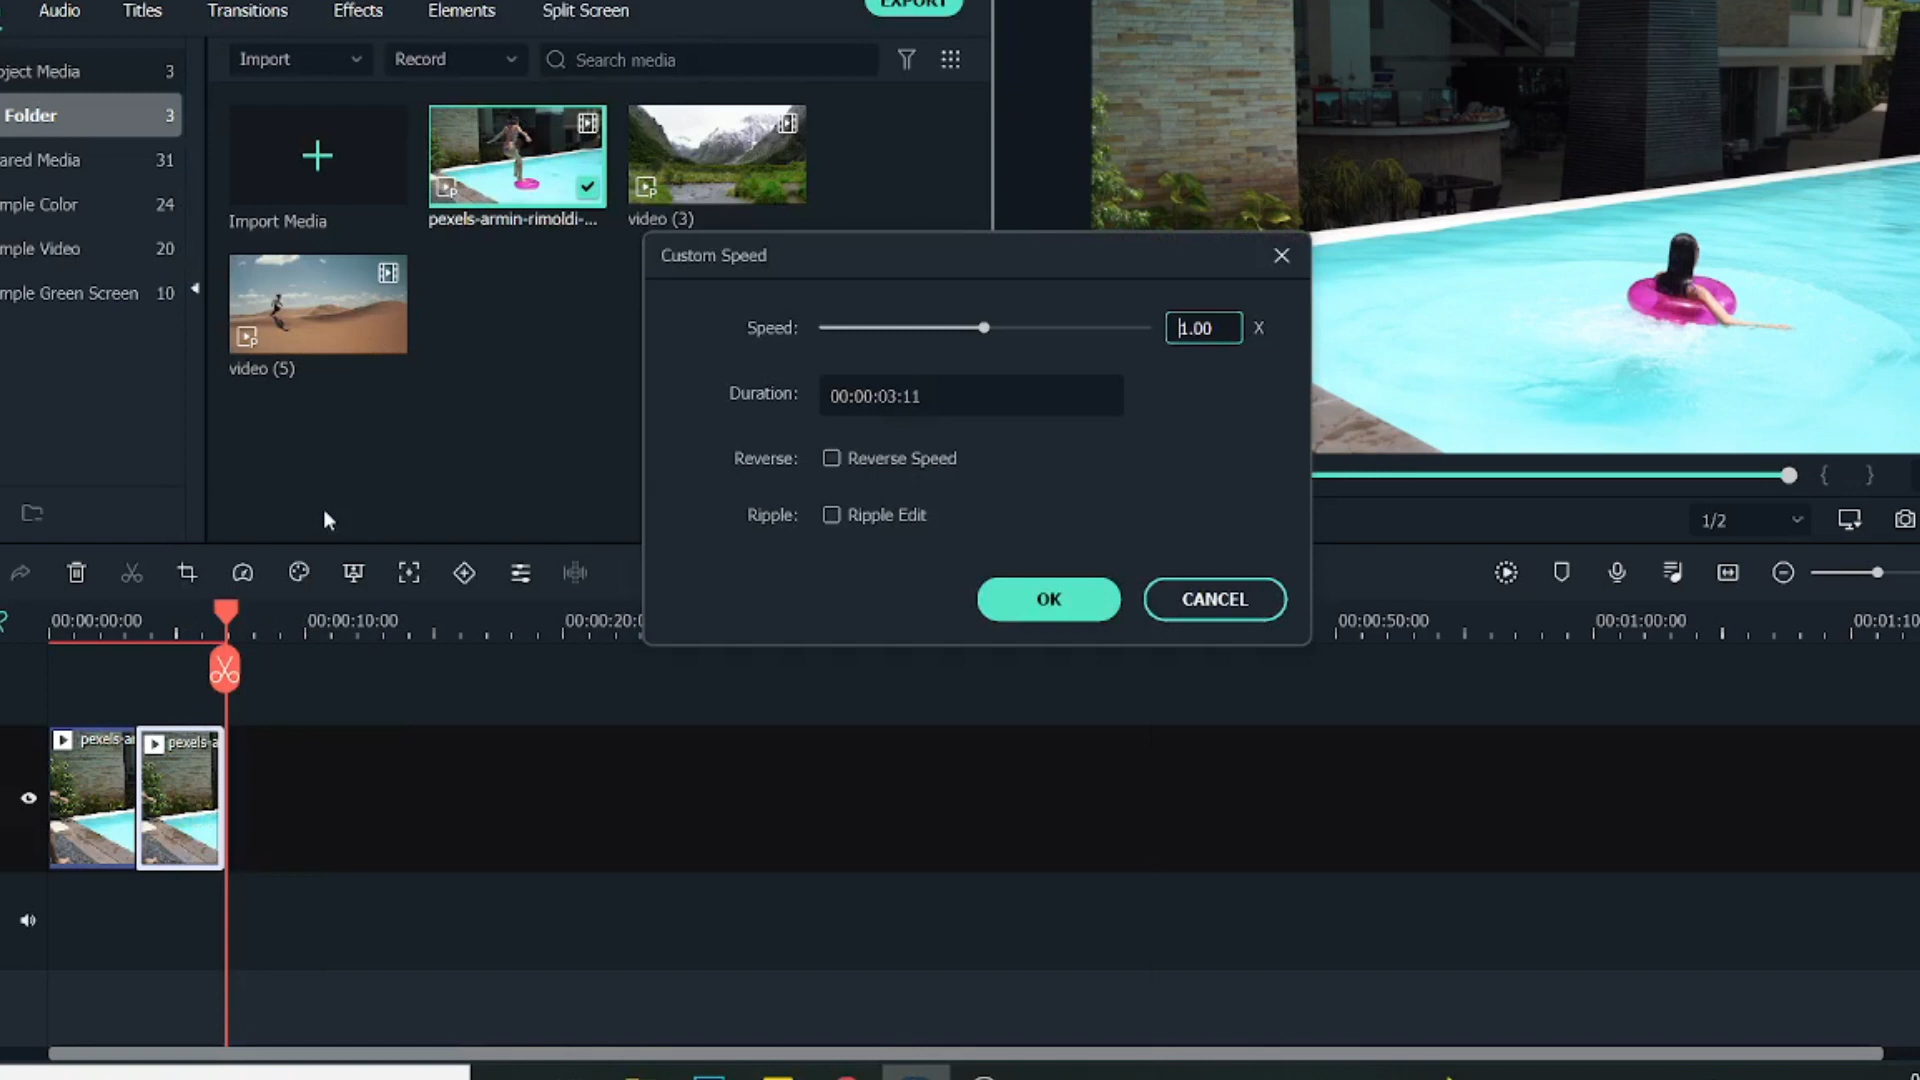 Audio
Titles
Transitions
Effects
Elements
Split Screen
EXPORT
Import
Record
Search media
oject Media 3
Folder 3
ared Media 31
mple Color 24
mple Video 20
mple Green Screen 10
Import Media
pexels-armin-rimoldi-...
video (3)
video (5)
Custom Speed
Speed: 1.00 X
Duration: 00:00:03:11
Reverse: Reverse Speed
Ripple: Ripple Edit
OK
CANCEL
1/2
00:00:00:00
00:00:10:00
00:00:20:0
00:00:50:00
00:01:00:00
00:01:10
pexels-ar
pexels-a